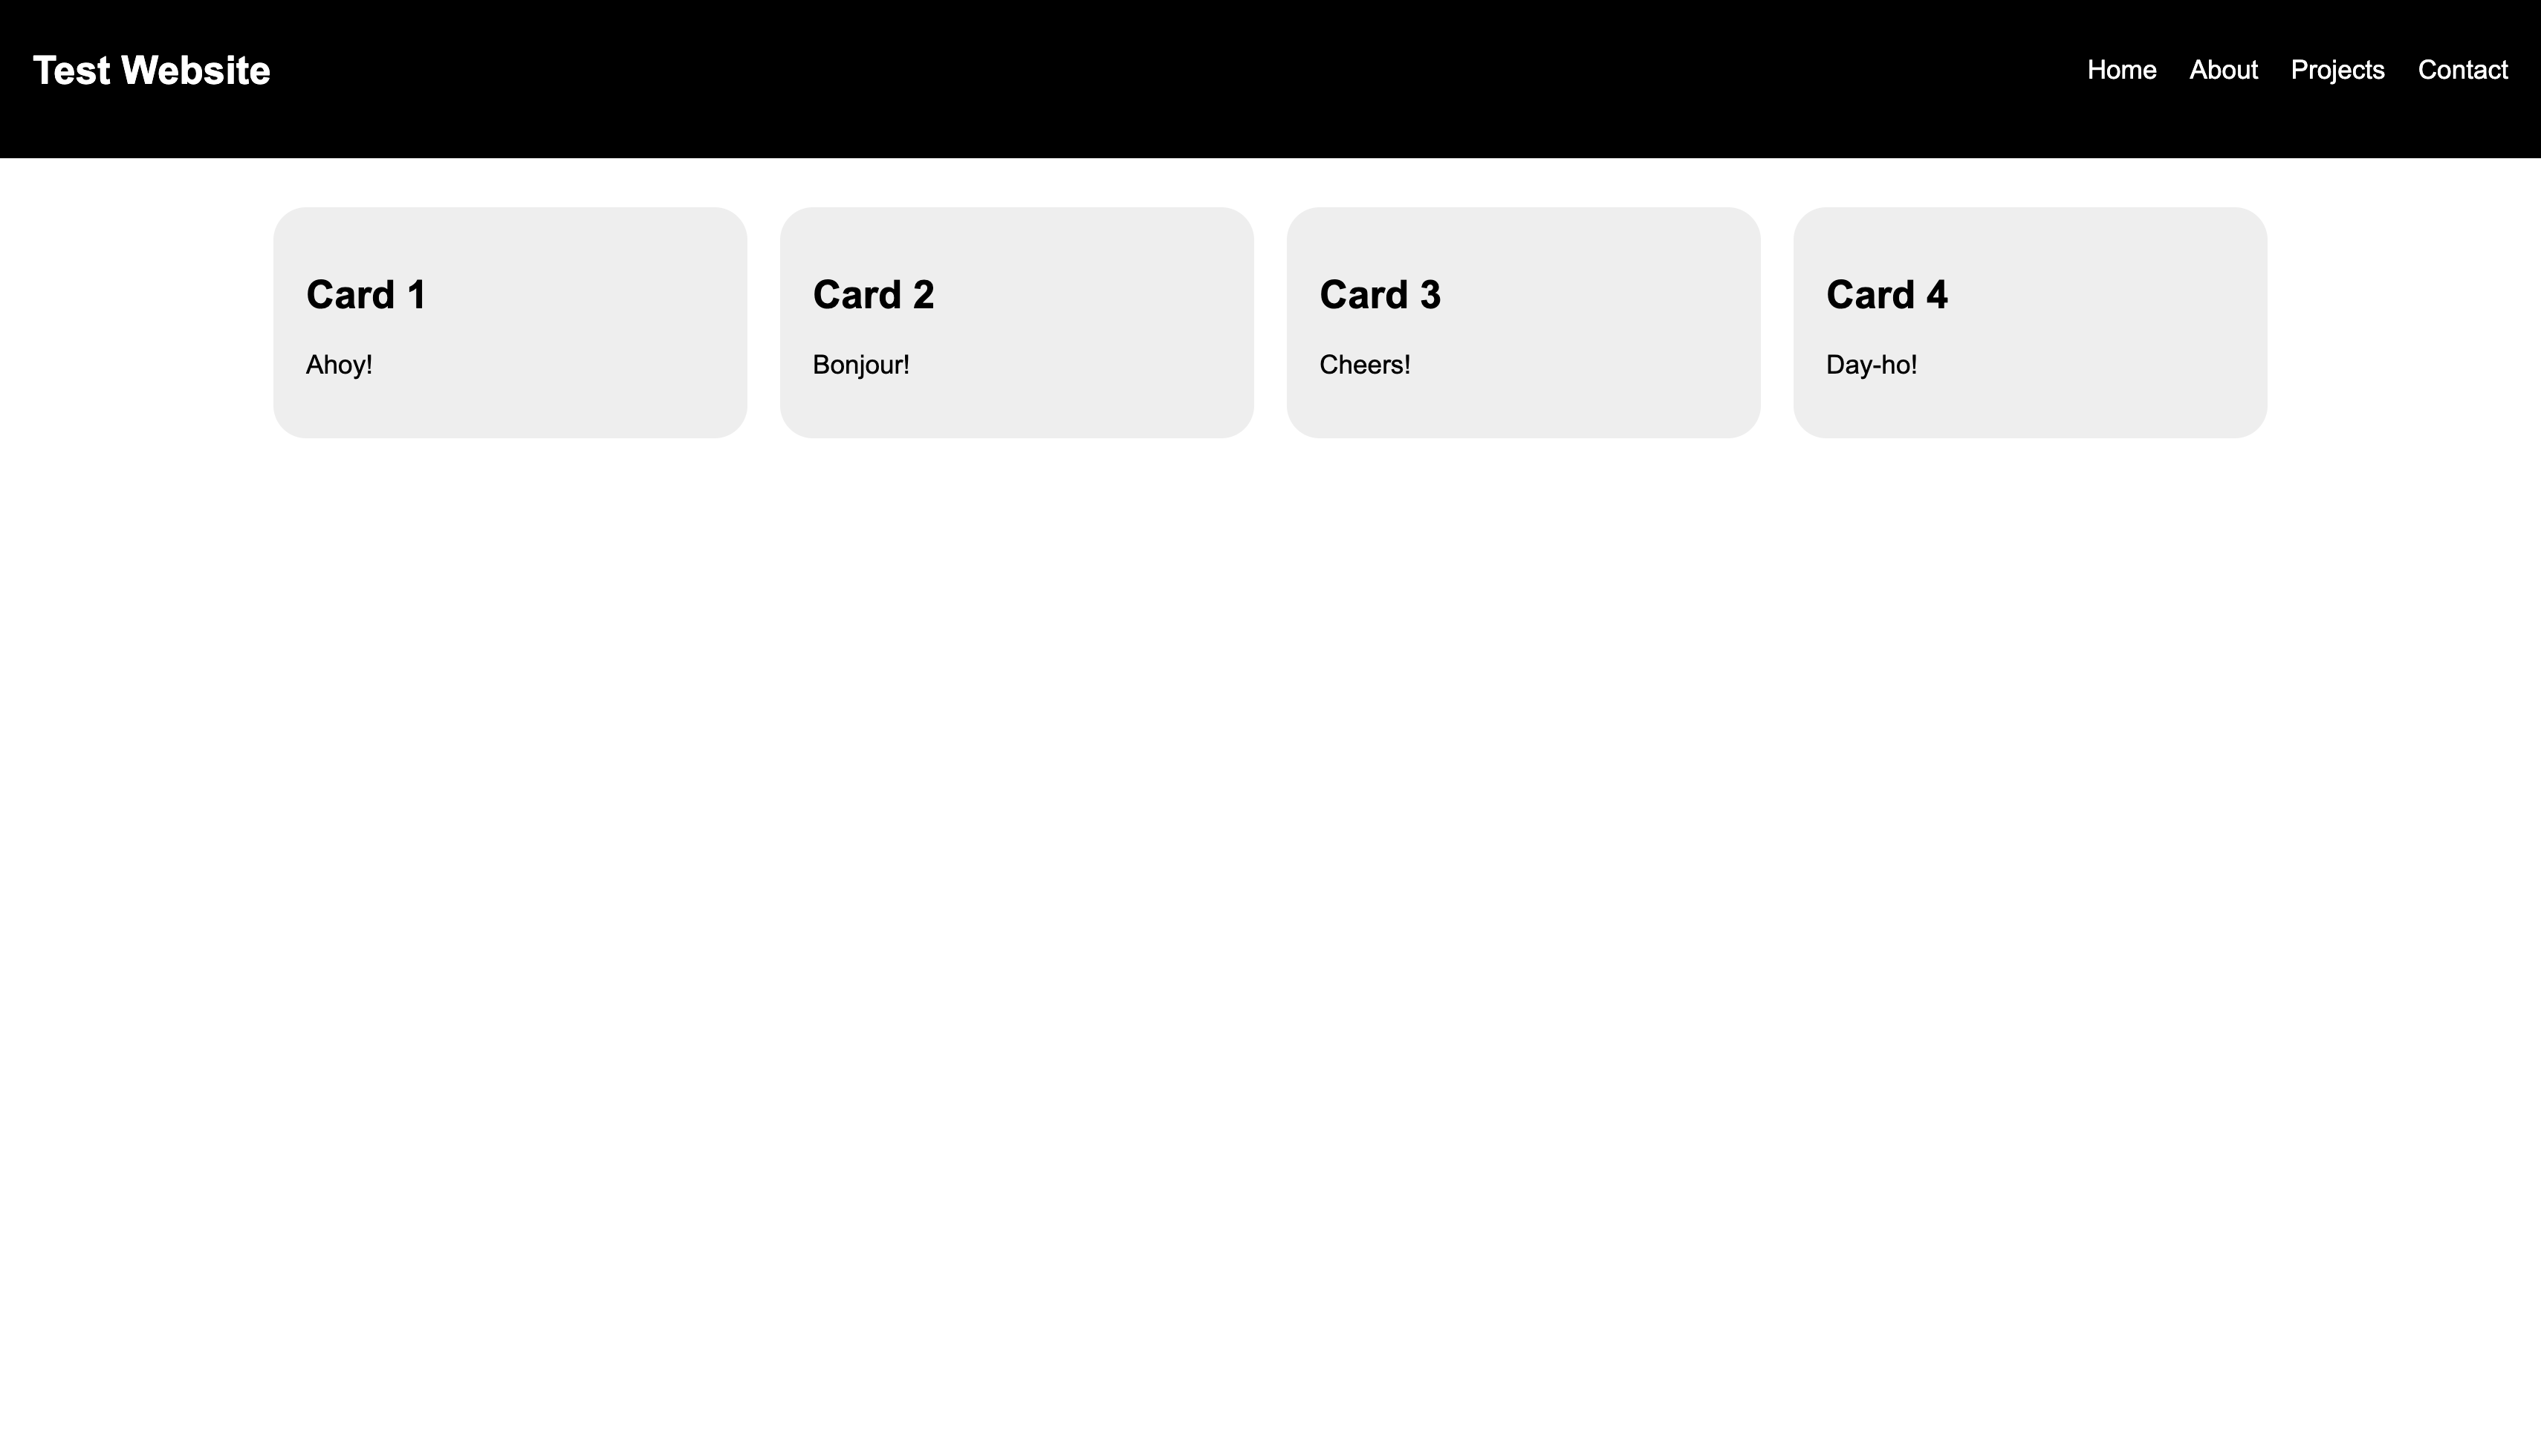 Test Website
Home About Projects Contact
Card 1
Ahoy!
Card 2
Bonjour!
Card 3
Cheers!
Card 4
Day-ho!